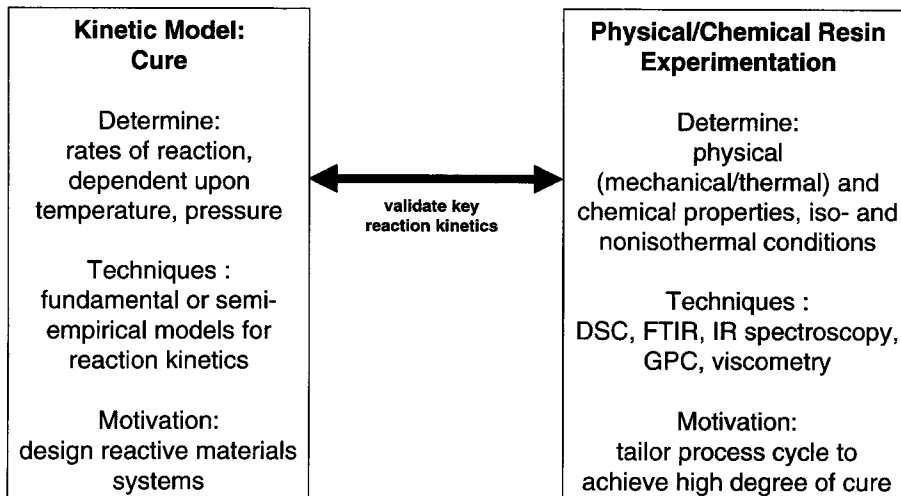 Kinetic Model:
Cure
Determine:
rates of reaction,
dependent upon
temperature, pressure
Techniques :
fundamental or semi-
empirical models for
reaction kinetics
Motivation:
design reactive materials
systems
validate key
reaction kinetics
Physical/Chemical Resin
Experimentation
Determine:
physical
(mechanical/thermal) and
chemical properties, iso- and
nonisothermal conditions
Techniques :
DSC, FTIR, IR spectroscopy,
GPC, viscometry
Motivation:
tailor process cycle to
achieve high degree of cure